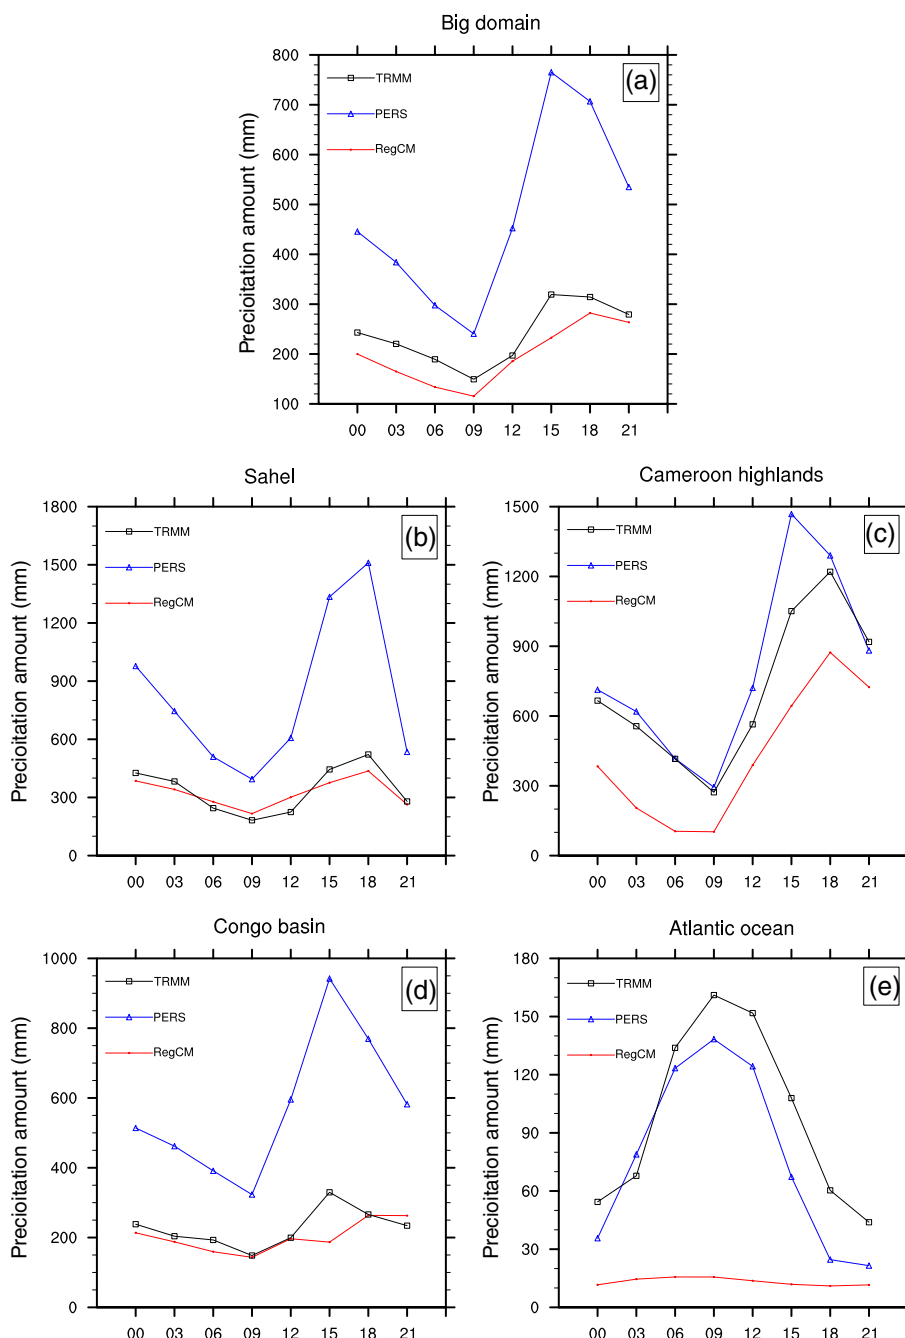 Big domain
(a)
TRMM
PERS
RegCM
Precioitation amount (mm)
800
700
600
500
400
300
200
100
00 03 06 09 12 15 18 21
Sahel
(b)
TRMM
PERS
RegCM
Precioitation amount (mm)
1800
1500
1200
900
600
300
0
00 03 06 09 12 15 18 21
Cameroon highlands
(c)
TRMM
PERS
RegCM
Precioitation amount (mm)
1500
1200
900
600
300
0
00 03 06 09 12 15 18 21
Congo basin
(d)
TRMM
PERS
RegCM
Precioitation amount (mm)
1000
800
600
400
200
0
00 03 06 09 12 15 18 21
Atlantic ocean
(e)
TRMM
PERS
RegCM
Precioitation amount (mm)
180
150
120
90
60
30
0
00 03 06 09 12 15 18 21